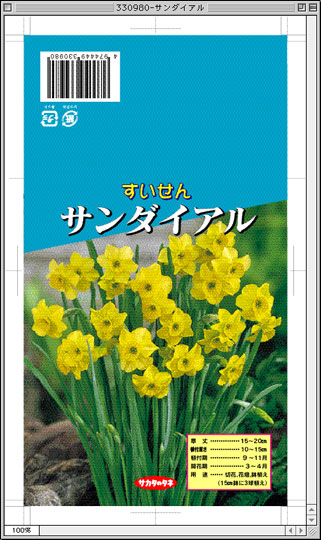 330980-サンダイアル
4 974449 330980
すいせん
サンダイアル
草丈 ……………15〜20cm
植付深さ …………10〜15cm
植付期 ……………9〜11月
開花期 ……………3〜4月
用途 ……切花、花壇、鉢植え
(15cm鉢に3球植え)
サカタのタネ
100%